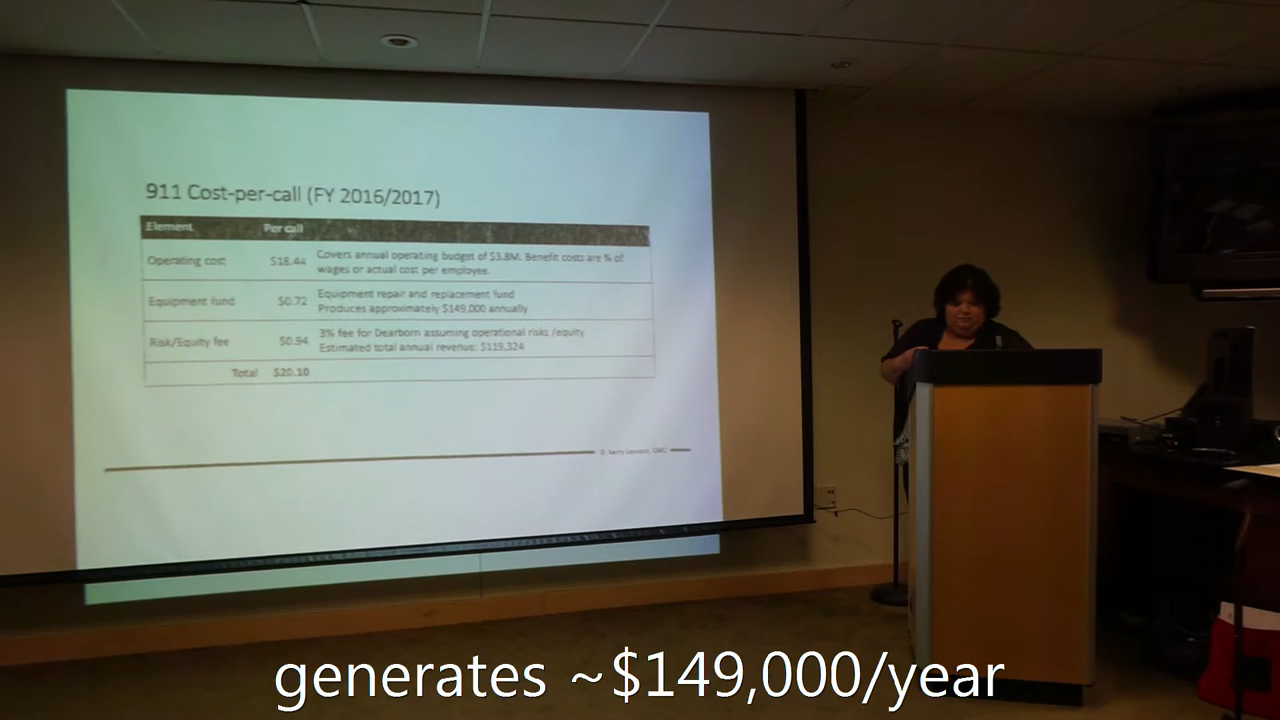 911 Cost-per-call (FY 2016/2017)
Element Per call
Operating cost $18.44 Covers annual operating budget of $3.8M. Benefit costs are % of
wages or actual cost per employee.
Equipment fund $0.72 Equipment repair and replacement fund
Produces approximately $149,000 annually
Risk/Equity fee $0.94 3% fee for Dearborn assuming operational risks /equity
Estimated total annual revenue: $119,324
Total $20.10
CMC
generates ~$149,000/year